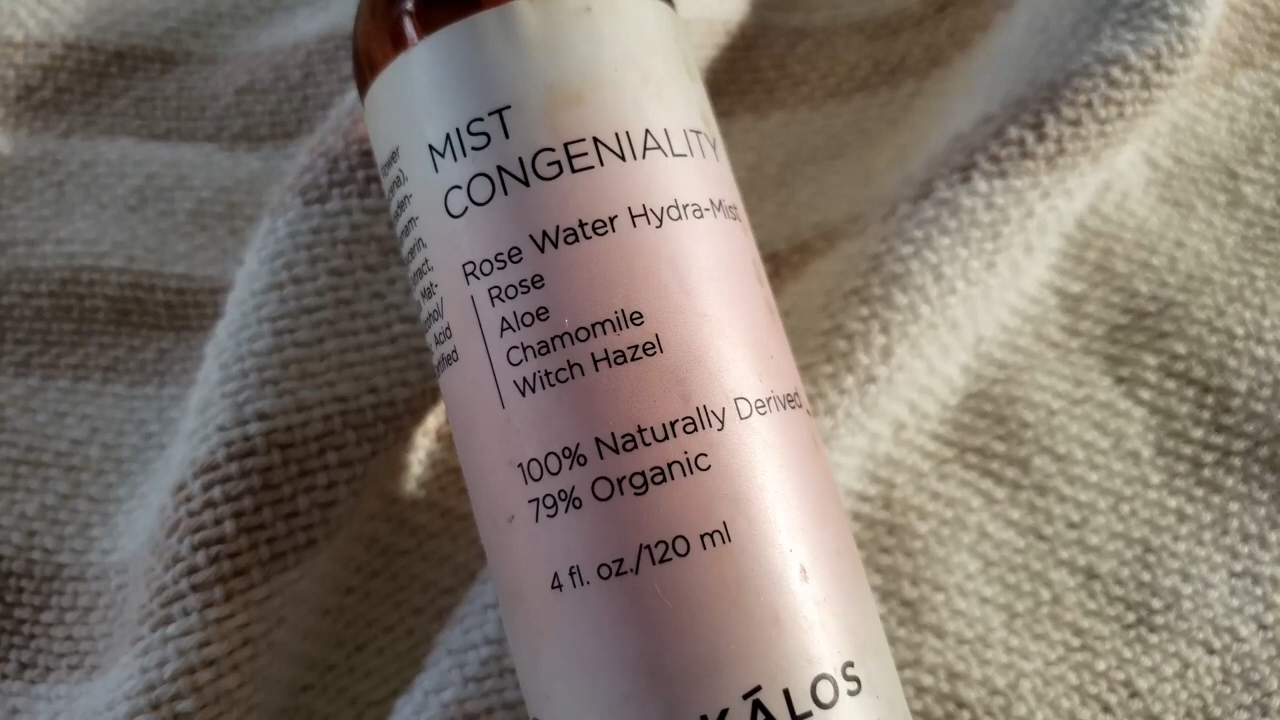 MIST
CONGENIALITY
Rose Water Hydra-Mist
Rose
Aloe
Chamomile
Witch Hazel
100% Naturally Derived
79% Organic
4 fl. oz./120 ml
KĀLOS
Acid